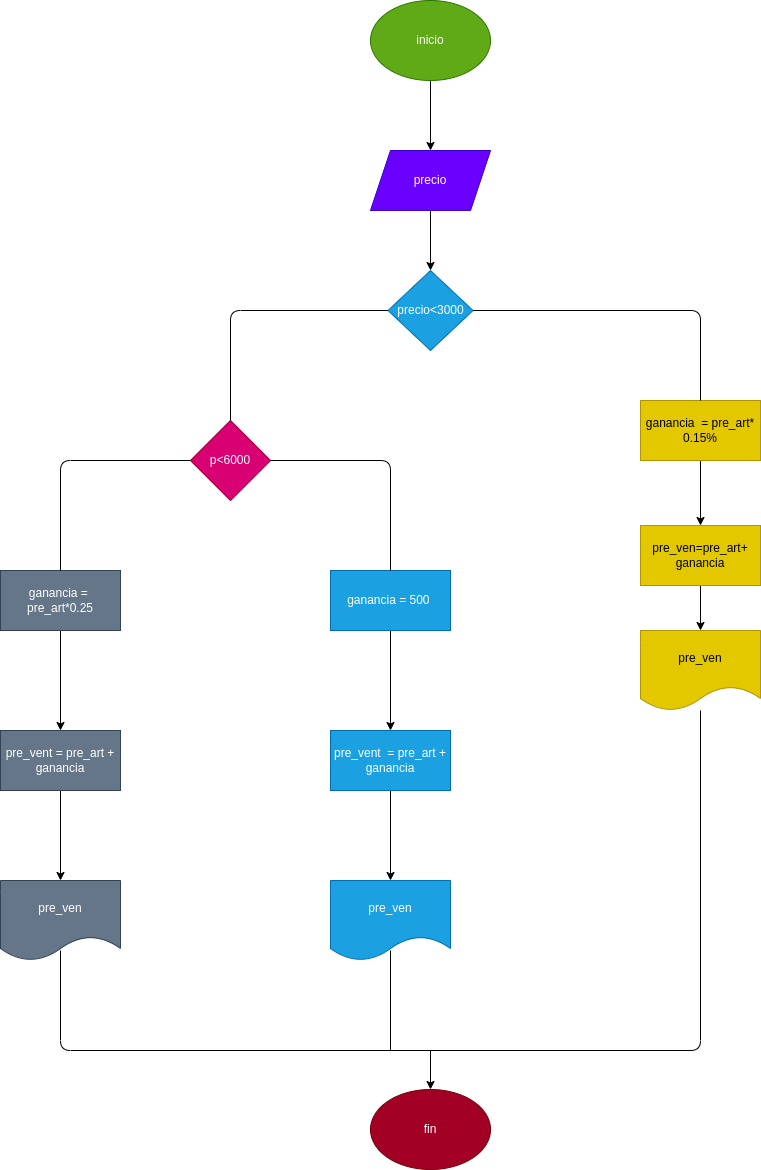 inicio
precio
precio<3000
ganancia  = pre_art*
0.15%
p<6000
pre_ven=pre_art+
ganancia
ganancia =
pre_art*0.25
ganancia = 500
pre_ven
pre_vent = pre_art +
ganancia
pre_vent  = pre_art +
ganancia
pre_ven
pre_ven
fin